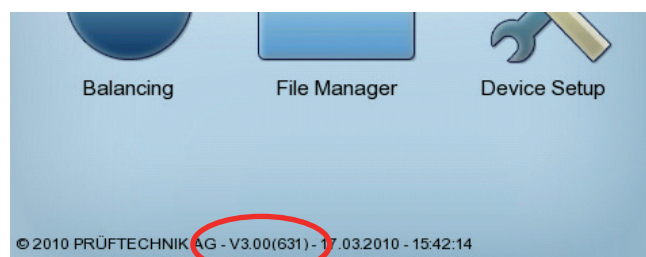 Balancing File Manager Device Setup
© 2010 PRÜFTECHNIK AG - V3.00(631) - 17.03.2010 - 15:42:14